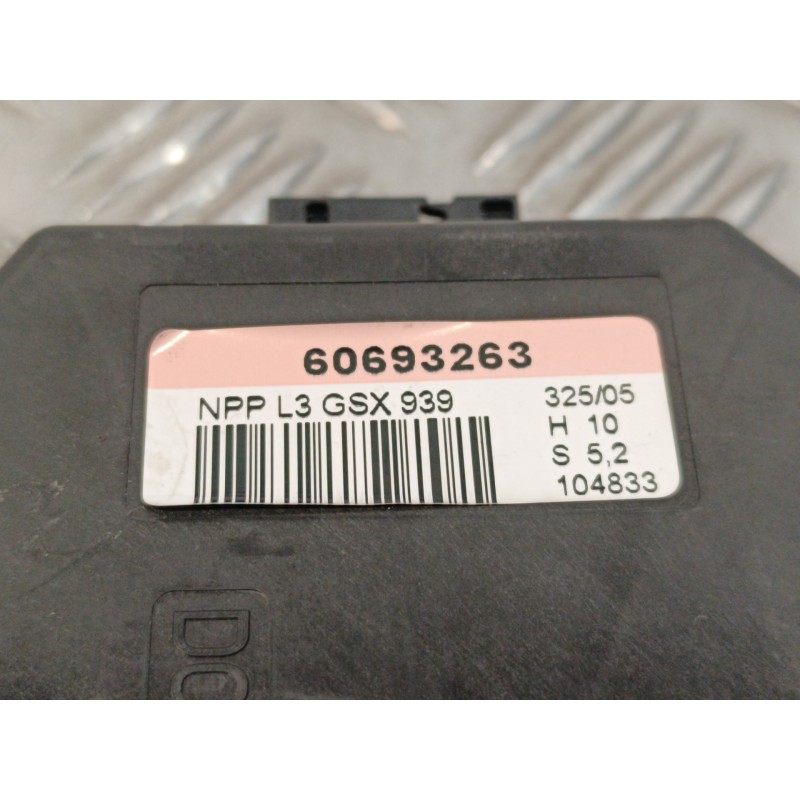 60693263
NPP L3 GSX 939
325/05
H 10
S 5,2
104833